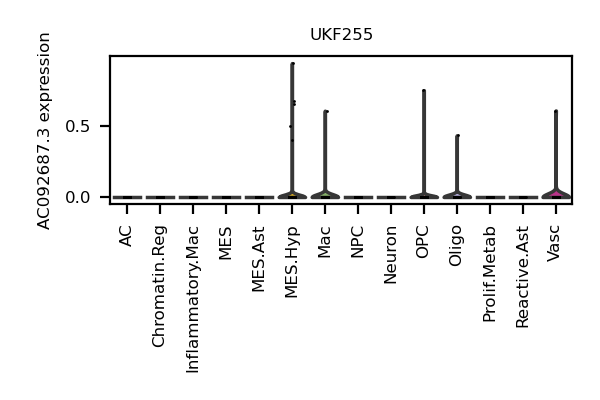 UKF255
AC092687.3 expression
0.5
0.0
AC
Chromatin.Reg
Inflammatory.Mac
MES
MES.Ast
MES.Hyp
Mac
NPC
Neuron
OPC
Oligo
Prolif.Metab
Reactive.Ast
Vasc